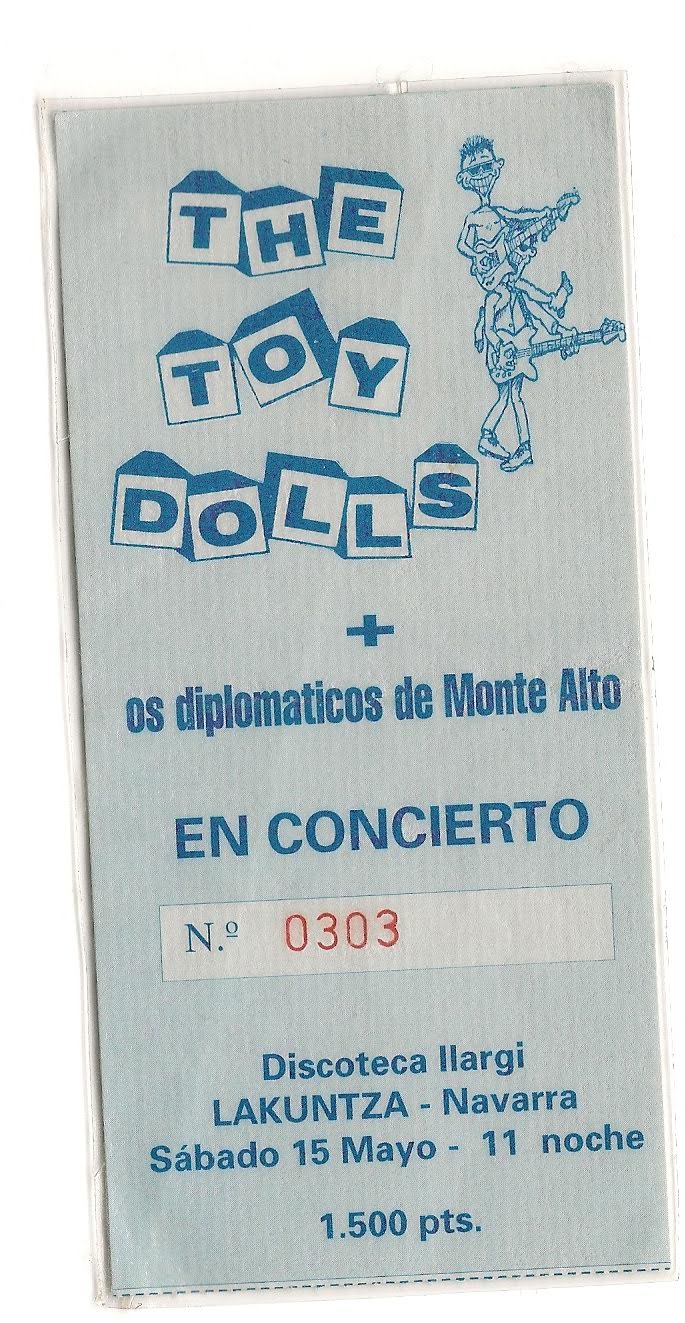 THE
TOY
DOLLS
+
os diplomaticos de Monte Alto
EN CONCIERTO
N.º 0303
Discoteca Ilargi
LAKUNTZA - Navarra
Sábado 15 Mayo - 11 noche
1.500 pts.